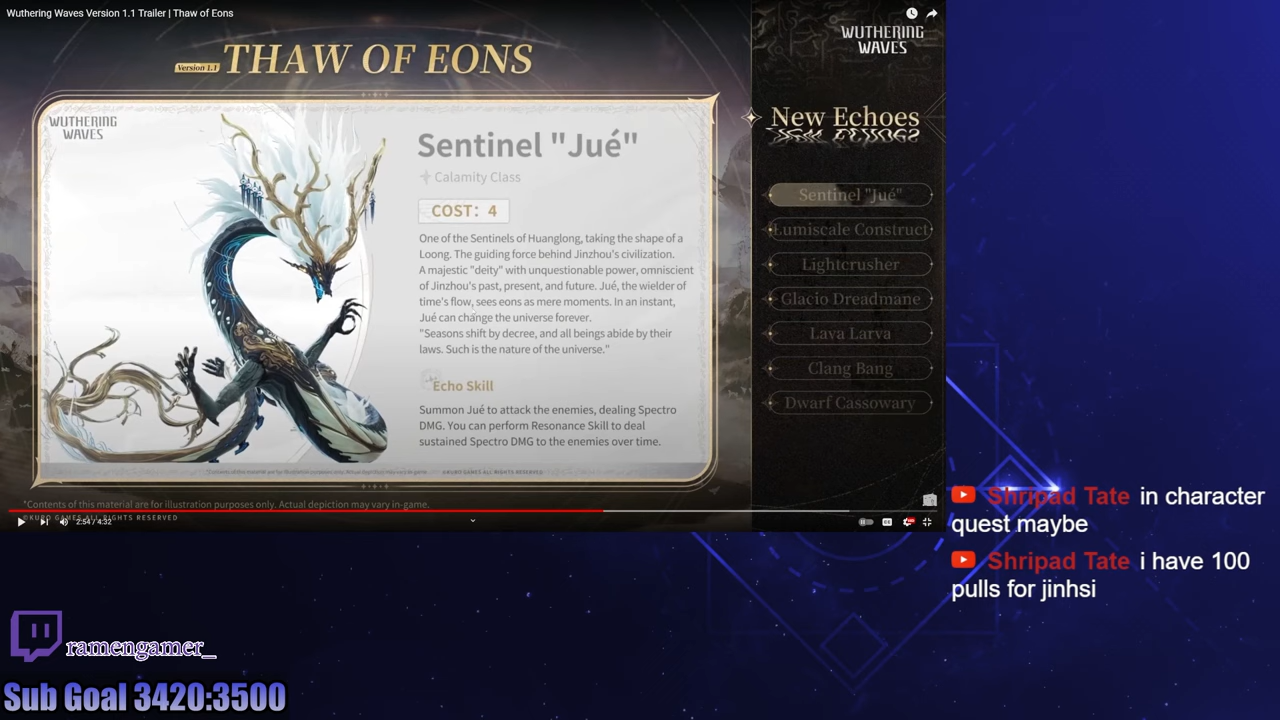 Wuthering Waves Version 1.1 Trailer | Thaw of Eons
Version 1.1 THAW OF EONS
WUTHERING
WAVES
Sentinel "Jué"
Calamity Class
COST: 4
One of the Sentinels of Huanglong, taking the shape of a
Loong. The guiding force behind Jinzhou's civilization.
A majestic "deity" with unquestionable power, omniscient
of Jinzhou's past, present, and future. Jué, the wielder of
time's flow, sees eons as mere moments. In an instant,
Jué can change the universe forever.
"Seasons shift by decree, and all beings abide by their
laws. Such is the nature of the universe."
Echo Skill
Summon Jué to attack the enemies, dealing Spectro
DMG. You can perform Resonance Skill to deal
sustained Spectro DMG to the enemies over time.
*Contents of this material are for illustration purposes only. Actual depiction may vary in-game.
©KURO GAMES ALL RIGHTS RESERVED
2:54 / 4:32
WUTHERING
WAVES
New Echoes
Sentinel "Jué"
Lumiscale Construct
Lightcrusher
Glacio Dreadmane
Lava Larva
Clang Bang
Dwarf Cassowary
Shripad Tate in character
quest maybe
Shripad Tate i have 100
pulls for jinhsi
ramengamer_
Sub Goal 3420:3500